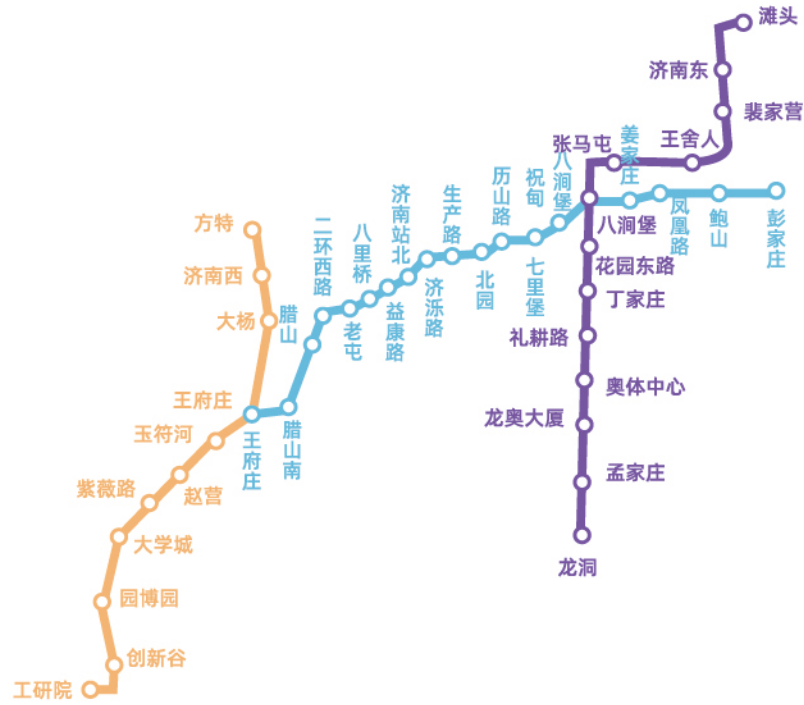 滩头
济南东
裴家营
王舍人
张马屯
姜家庄
八涧堡
祝甸
历山路
生产路
济南站北
八里桥
二环西路
方特
济南西
大杨
腊山
老屯
益康路
济泺路
北园
七里堡
八涧堡
凤凰路
鲍山
彭家庄
花园东路
丁家庄
礼耕路
奥体中心
龙奥大厦
孟家庄
龙洞
王府庄
王府庄
腊山南
玉符河
赵营
紫薇路
大学城
园博园
创新谷
工研院